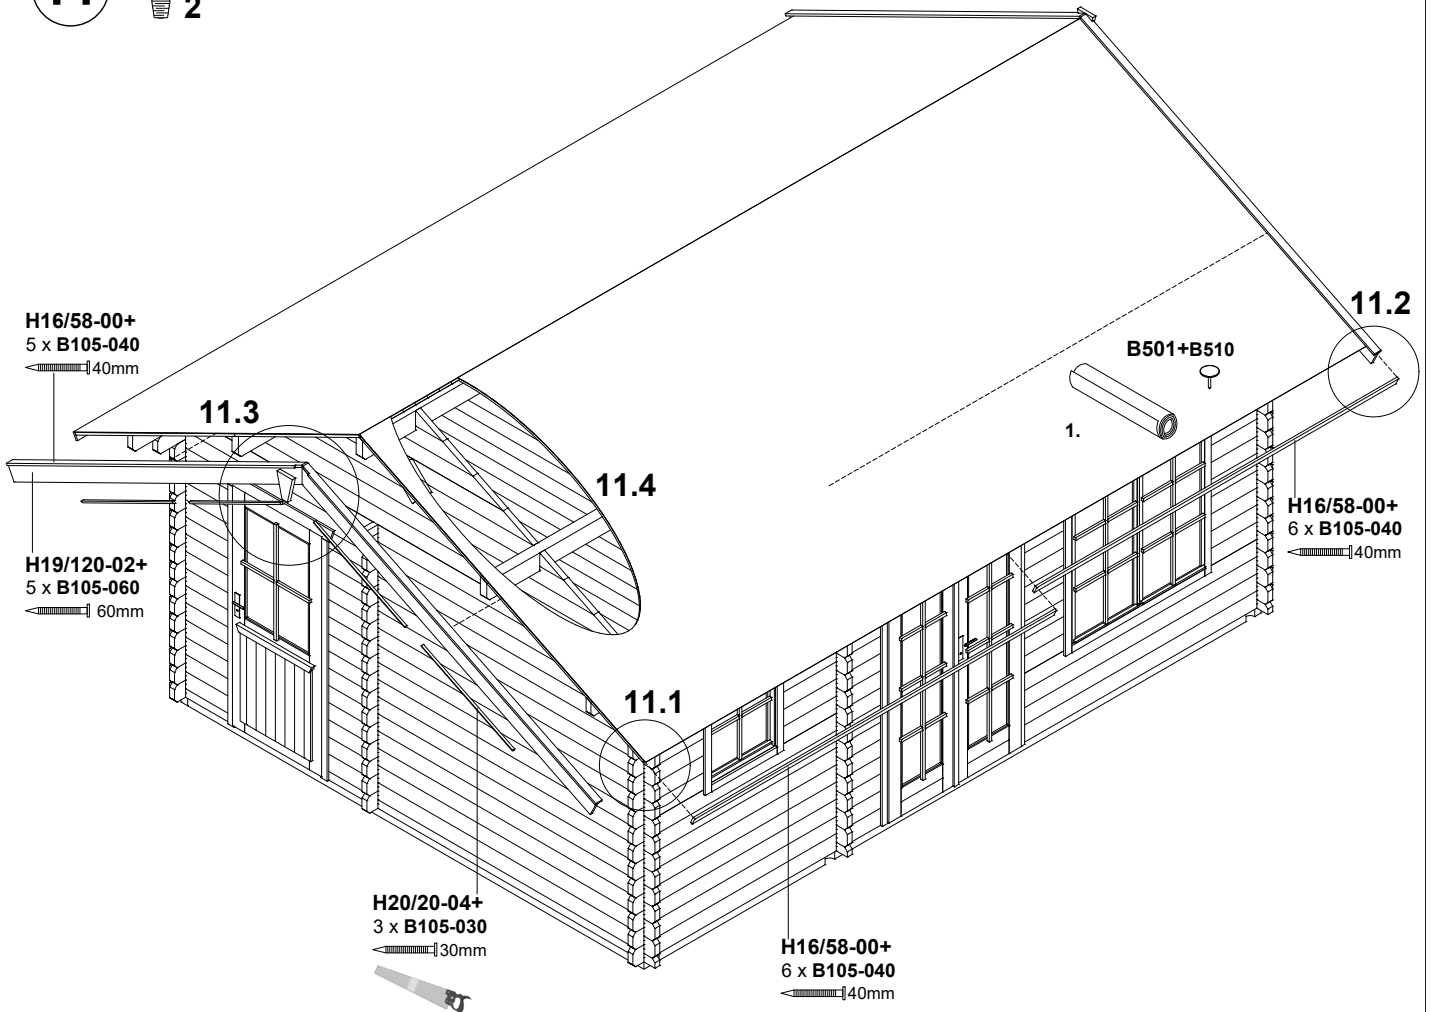 2
H16/58-00+
5 x B105-040
40mm
11.3
H19/120-02+
5 x B105-060
60mm
11.4
B501+B510
1.
11.2
H16/58-00+
6 x B105-040
40mm
11.1
H20/20-04+
3 x B105-030
30mm
H16/58-00+
6 x B105-040
40mm